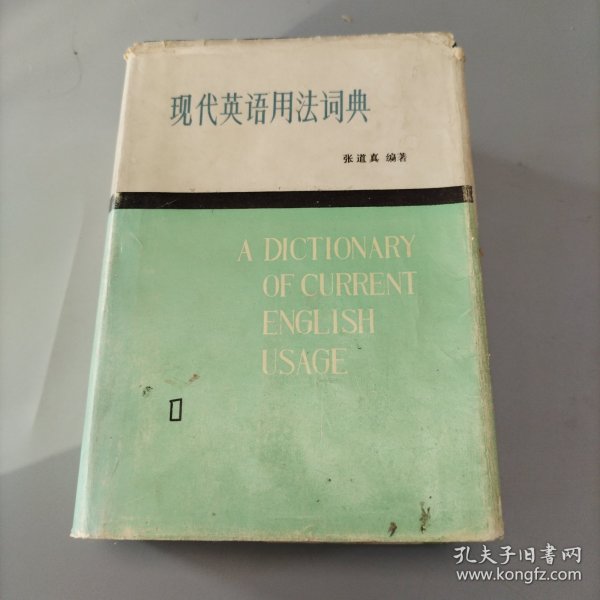 现代英语用法词典
张道真 编著
A DICTIONARY
OF CURRENT
ENGLISH
USAGE
1
孔夫子旧书网
www.kongfz.com